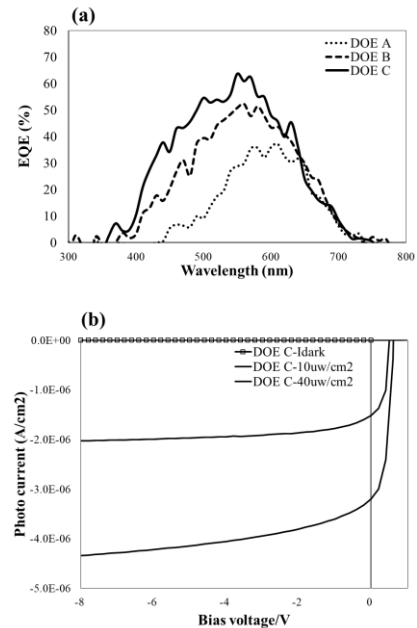 (a)
80
70
60
50
40
30
20
10
0
EQE (%)
DOE A
DOE B
DOE C
300 400 500 600 700 800
Wavelength (nm)
(b)
0.0E+00
-1.0E-06
-2.0E-06
-3.0E-06
-4.0E-06
-5.0E-06
Photo current (A/cm2)
DOE C-Idark
DOE C-10uw/cm2
DOE C-40uw/cm2
-8 -6 -4 -2 0
Bias voltage/V